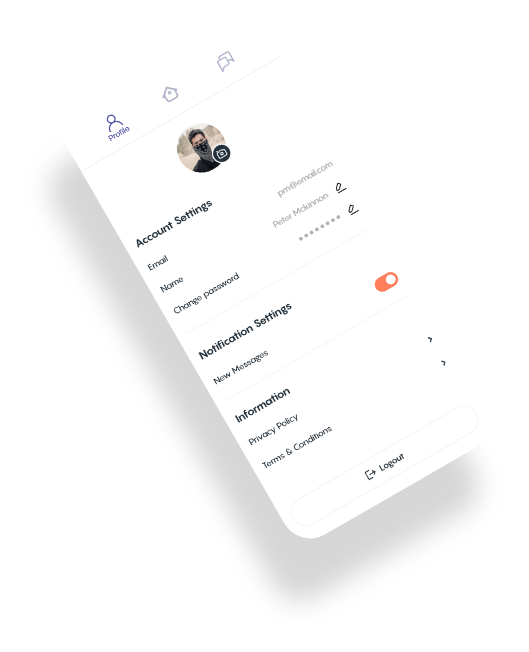 Profile
Account Settings
Email pm@email.com
Name Peter Mckinnon
Change password ••••••••
Notification Settings
New Messages
Information
Privacy Policy
Terms & Conditions
Logout